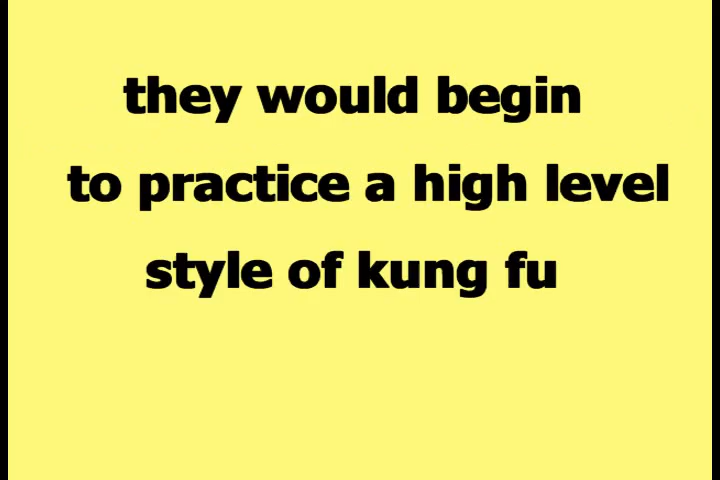 they would begin
to practice a high level
style of kung fu